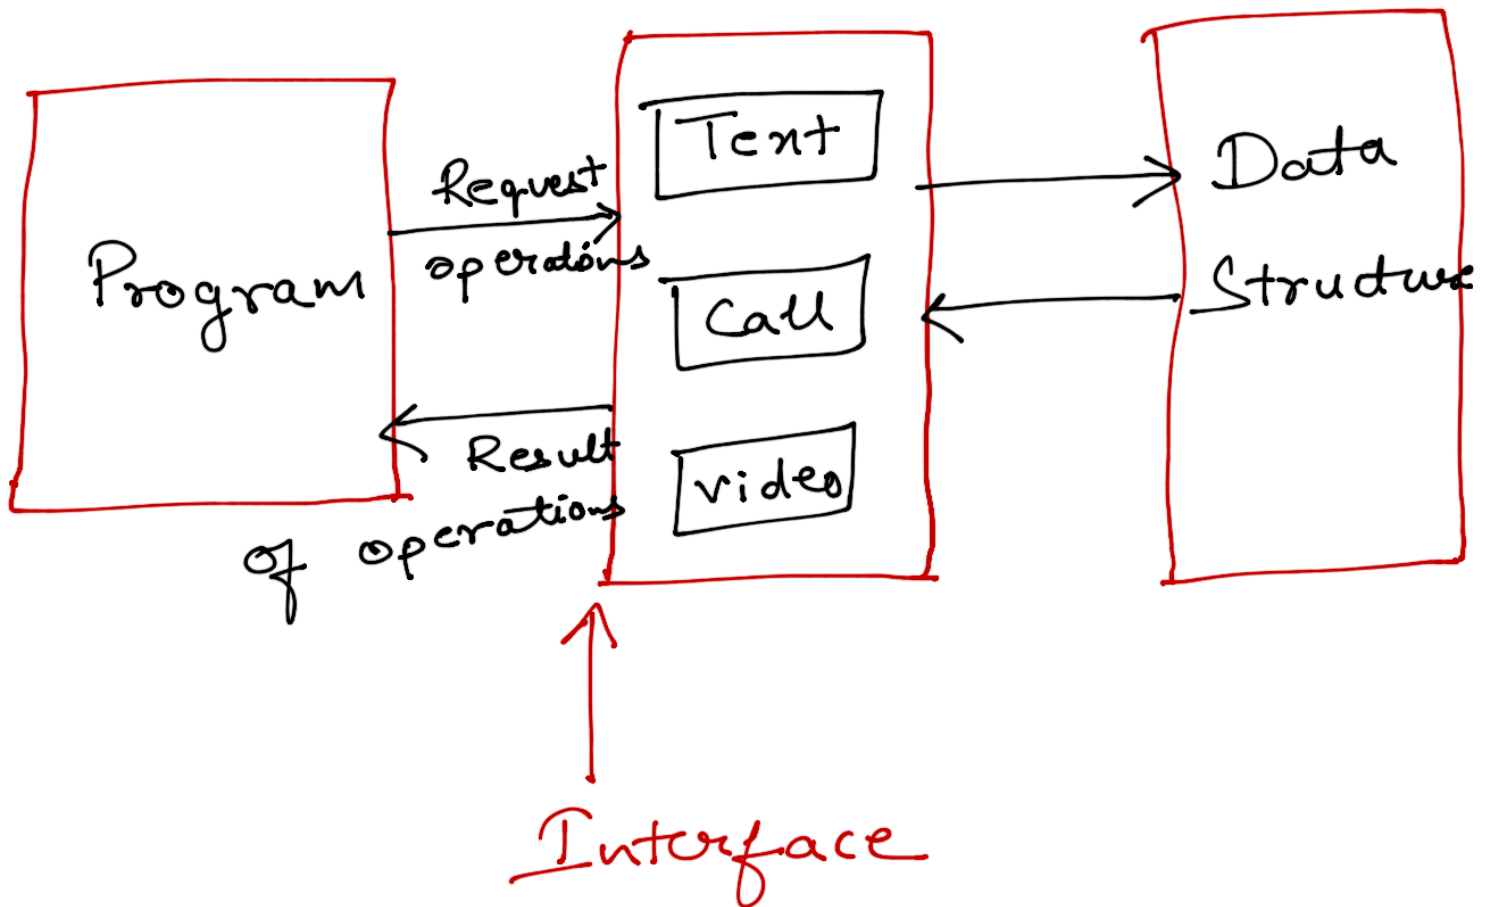 Program
Request
operations
Result
of operations
Text
Call
video
Data
Structure
Interface